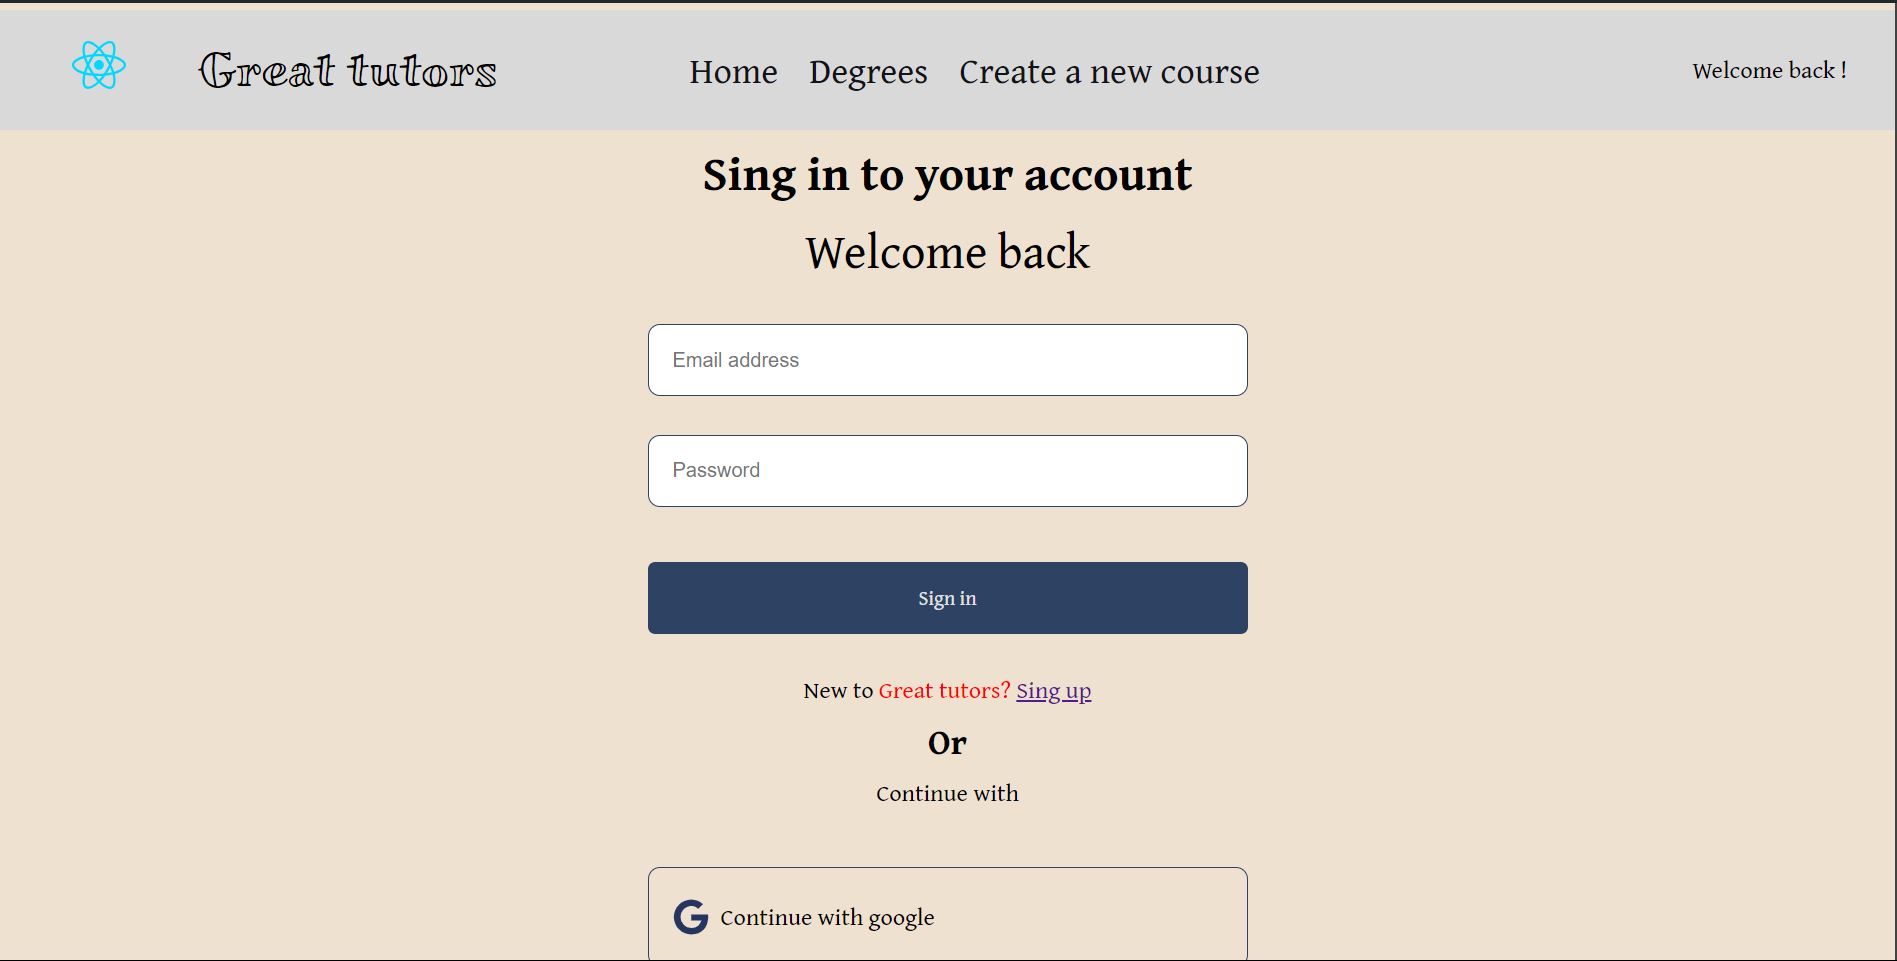 Great tutors
Home Degrees Create a new course
Welcome back !
Sing in to your account
Welcome back
Email address
Password
Sign in
New to Great tutors? Sing up
Or
Continue with
Continue with google